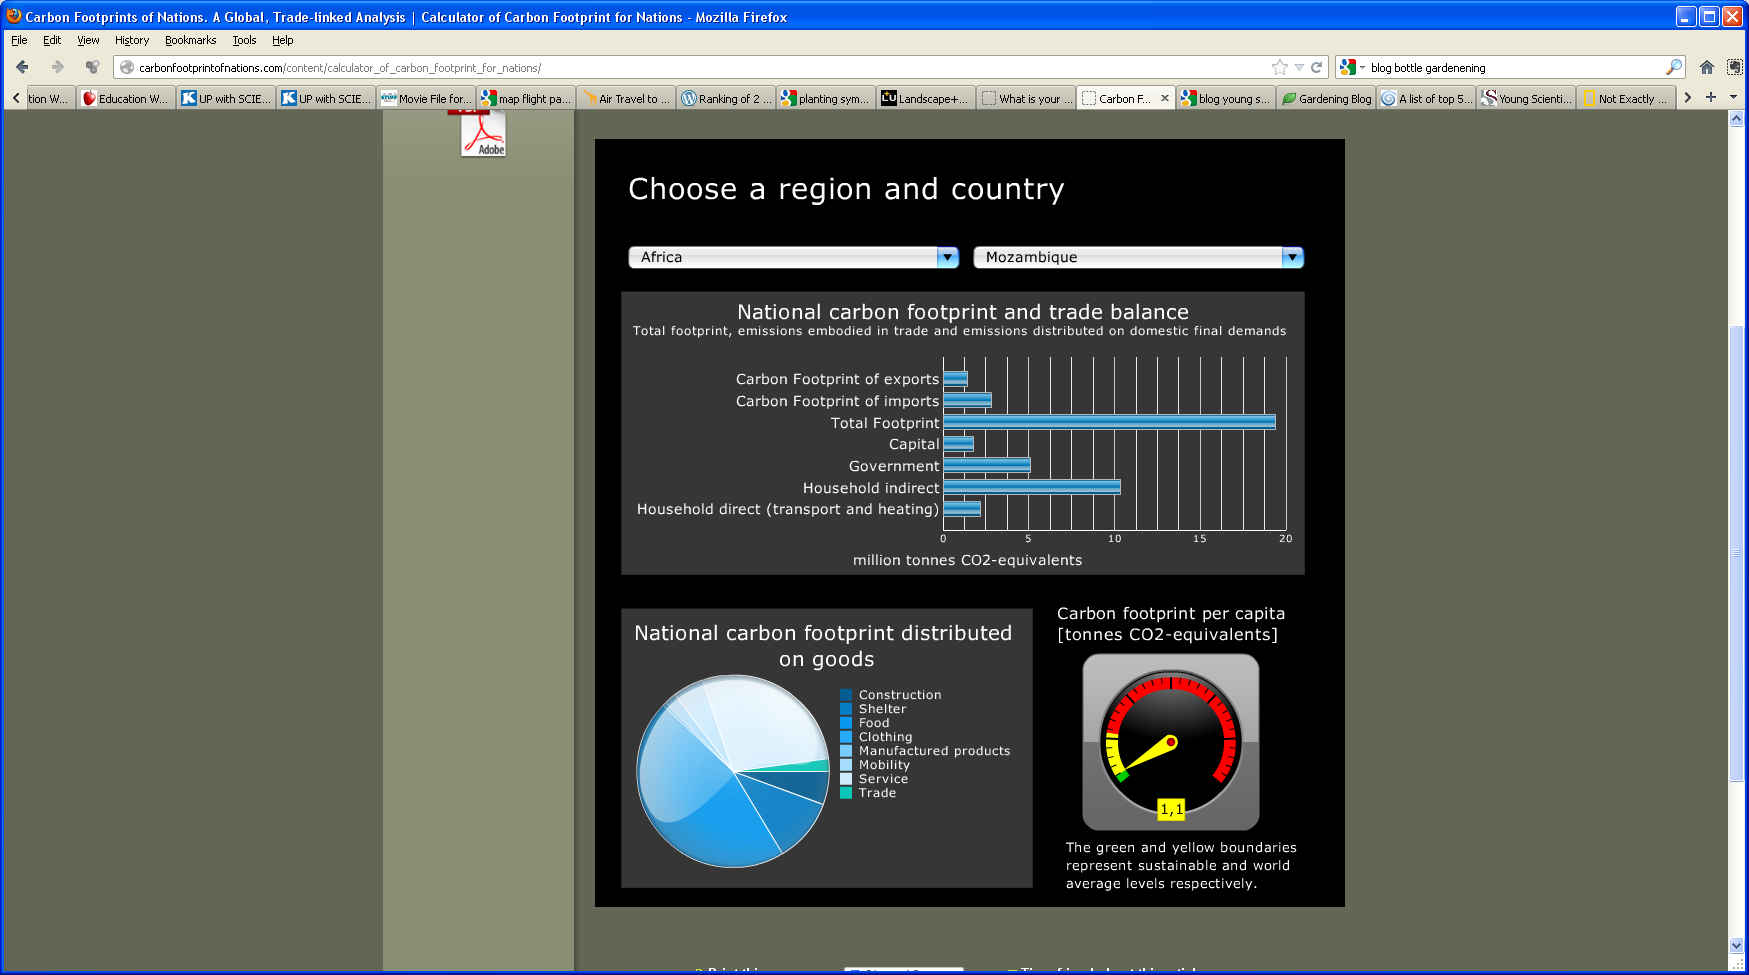 Carbon Footprints of Nations. A Global, Trade-linked Analysis | Calculator of Carbon Footprint for Nations - Mozilla Firefox
File Edit View History Bookmarks Tools Help
carbonfootprintofnations.com/content/calculator_of_carbon_footprint_for_nations/
blog bottle gardenening
tion W...
Education W...
UP with SCIE...
UP with SCIE...
Movie File for...
map flight pa...
Air Travel to ...
Ranking of 2 ...
planting sym...
Landscape+...
What is your ...
Carbon F...
blog young s...
Gardening Blog
A list of top 5...
Young Scienti...
Not Exactly ...
Adobe
Choose a region and country
Africa
Mozambique
National carbon footprint and trade balance
Total footprint, emissions embodied in trade and emissions distributed on domestic final demands
Carbon Footprint of exports
Carbon Footprint of imports
Total Footprint
Capital
Government
Household indirect
Household direct (transport and heating)
0 5 10 15 20
million tonnes CO2-equivalents
National carbon footprint distributed
on goods
Construction
Shelter
Food
Clothing
Manufactured products
Mobility
Service
Trade
Carbon footprint per capita
[tonnes CO2-equivalents]
1,1
The green and yellow boundaries
represent sustainable and world
average levels respectively.